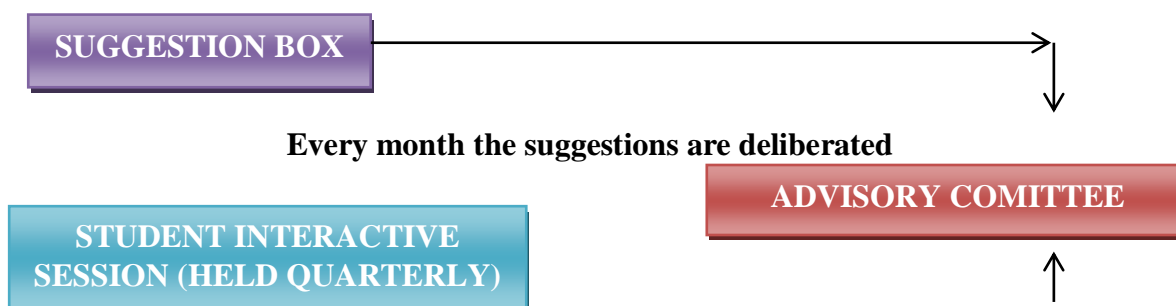 SUGGESTION BOX
Every month the suggestions are deliberated
ADVISORY COMITTEE
STUDENT INTERACTIVE
SESSION (HELD QUARTERLY)